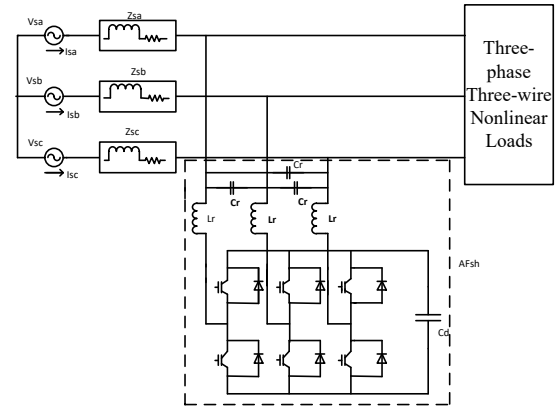 Vsa
Zsa
Isa
Vsb
Zsb
Isb
Vsc
Zsc
Isc
Three-
phase
Three-wire
Nonlinear
Loads
Cr
Cr
Cr
Lr
Lr
Lr
AFsh
Cd